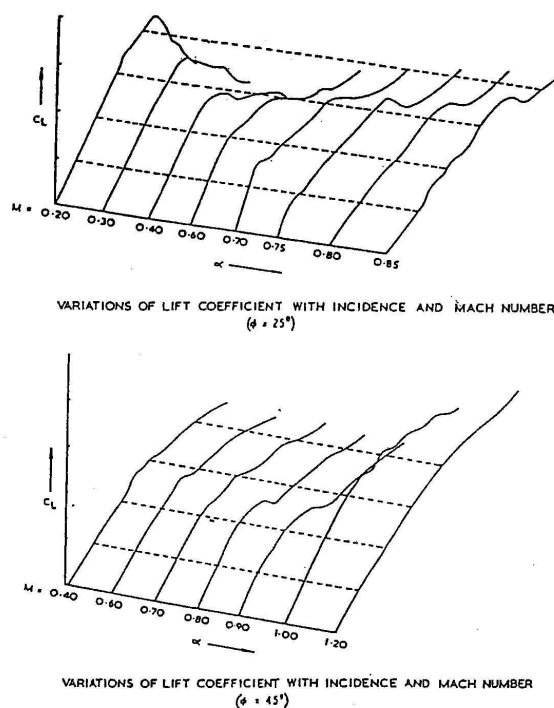 CL
M = 0·20 0·30 0·40 0·60 0·70 0·75 0·80 0·85
α
VARIATIONS OF LIFT COEFFICIENT WITH INCIDENCE AND MACH NUMBER
(ϕ = 25°)
CL
M = 0·40 0·60 0·70 0·80 0·90 1·00 1·20
α
VARIATIONS OF LIFT COEFFICIENT WITH INCIDENCE AND MACH NUMBER
(ϕ = 45°)